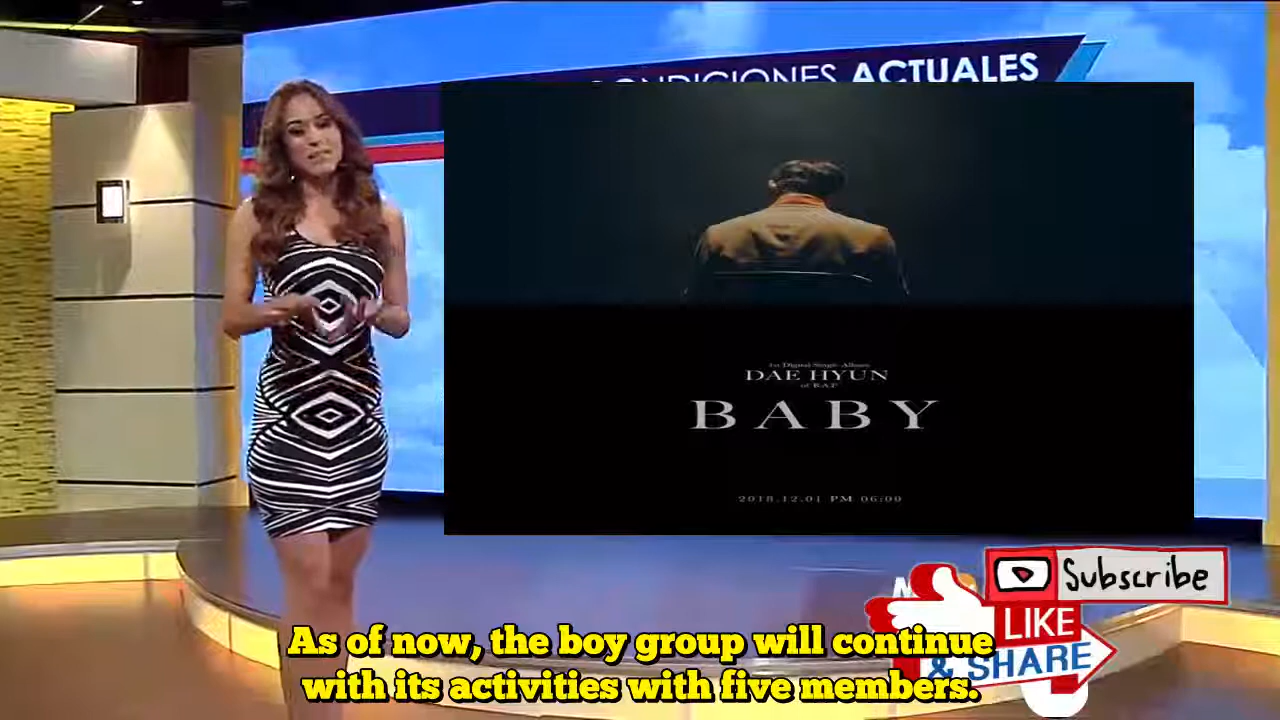 CONDICIONES ACTUALES
1st Digital Single Album
DAE HYUN
of B.A.P
BABY
2018.12.01 PM 06:00
Subscribe
LIKE
& SHARE
As of now, the boy group will continue
with its activities with five members.